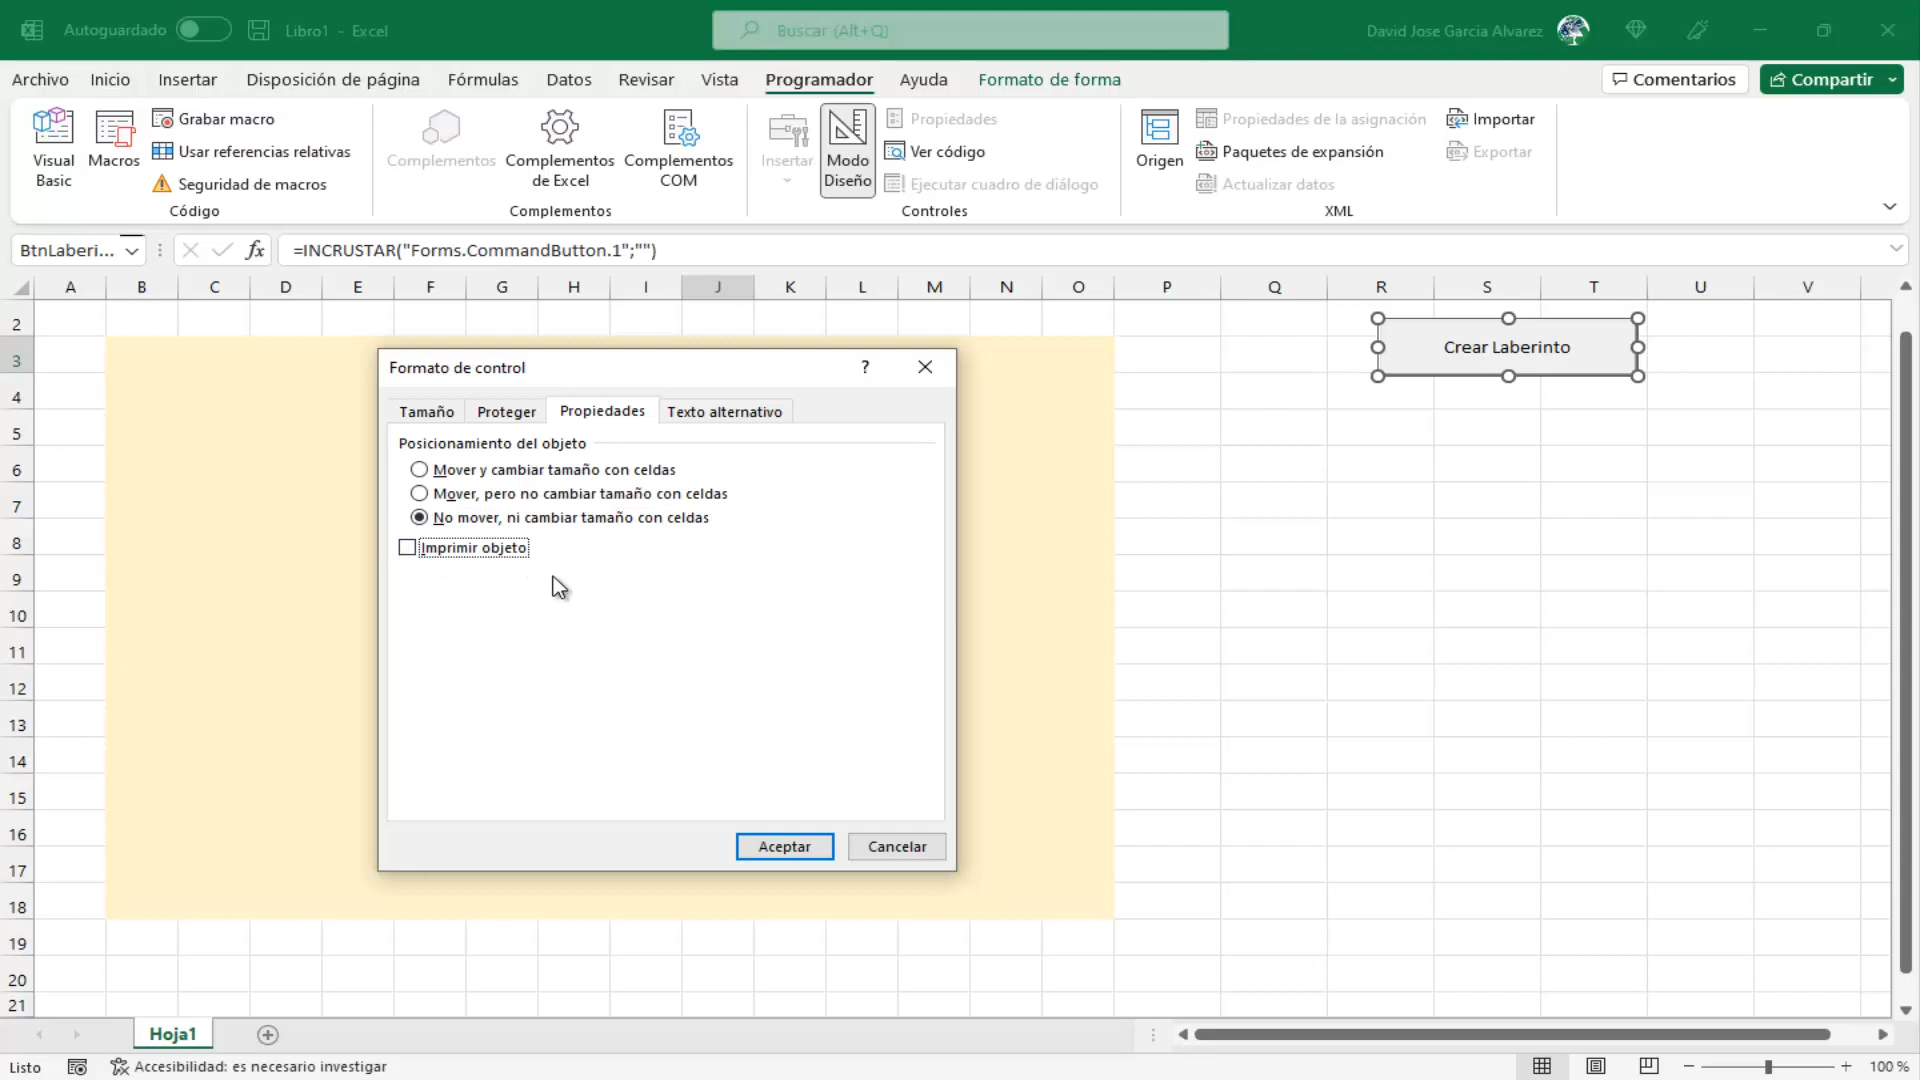 Autoguardado
Libro1 - Excel
Buscar (Alt+Q)
David Jose Garcia Alvarez
Archivo Inicio Insertar Disposición de página Fórmulas Datos Revisar Vista Programador Ayuda Formato de forma
Comentarios Compartir
Visual Basic
Macros
Grabar macro
Usar referencias relativas
Seguridad de macros
Código
Complementos
Complementos de Excel
Complementos COM
Complementos
Insertar
Modo Diseño
Propiedades
Ver código
Ejecutar cuadro de diálogo
Controles
Origen
Propiedades de la asignación
Paquetes de expansión
Actualizar datos
Importar
Exportar
XML
BtnLaberi... fx =INCRUSTAR("Forms.CommandButton.1";"")
A B C D E F G H I J K L M N O P Q R S T U V
2
3
4
5
6
7
8
9
10
11
12
13
14
15
16
17
18
19
20
21
Crear Laberinto
Formato de control ?
Tamaño Proteger Propiedades Texto alternativo
Posicionamiento del objeto
Mover y cambiar tamaño con celdas
Mover, pero no cambiar tamaño con celdas
No mover, ni cambiar tamaño con celdas
Imprimir objeto
Aceptar Cancelar
Hoja1
Listo Accesibilidad: es necesario investigar 100 %